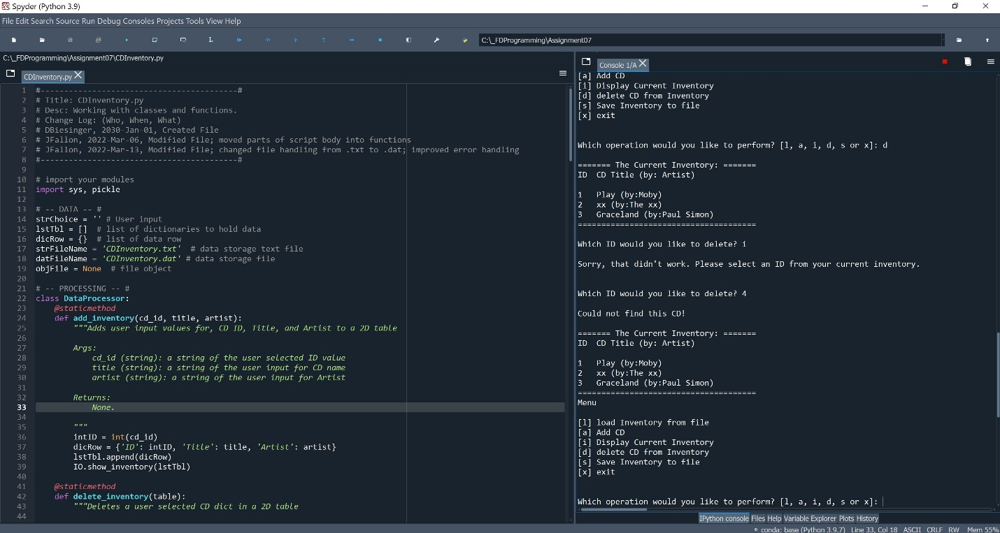 Spyder (Python 3.9)
File Edit Search Source Run Debug Consoles Projects Tools View Help
C:\_FDProgramming\Assignment07
C:\_FDProgramming\Assignment07\CDInventory.py
CDInventory.py
1 #------------------------------------------#
2 # Title: CDInventory.py
3 # Desc: Working with classes and functions.
4 # Change Log: (Who, When, What)
5 # DBiesinger, 2030-Jan-01, Created File
6 # JFallon, 2022-Mar-06, Modified File; moved parts of script body into functions
7 # JFallon, 2022-Mar-13, Modified File; changed file handling from .txt to .dat; improved error handling
8 #------------------------------------------#
9
10 # import your modules
11 import sys, pickle
12
13 # -- DATA -- #
14 strChoice = '' # User input
15 lstTbl = []  # list of dictionaries to hold data
16 dicRow = {}  # list of data row
17 strFileName = 'CDInventory.txt'  # data storage text file
18 datFileName = 'CDInventory.dat' # data storage file
19 objFile = None  # file object
20
21 # -- PROCESSING -- #
22 class DataProcessor:
23     @staticmethod
24     def add_inventory(cd_id, title, artist):
25         """Adds user input values for, CD ID, Title, and Artist to a 2D table
26
27         Args:
28             cd_id (string): a string of the user selected ID value
29             title (string): a string of the user input for CD name
30             artist (string): a string of the user input for Artist
31
32         Returns:
33             None.
34
35         """
36         intID = int(cd_id)
37         dicRow = {'ID': intID, 'Title': title, 'Artist': artist}
38         lstTbl.append(dicRow)
39         IO.show_inventory(lstTbl)
40
41     @staticmethod
42     def delete_inventory(table):
43         """Deletes a user selected CD dict in a 2D table
44
Console 1/A
[a] Add CD
[i] Display Current Inventory
[d] delete CD from Inventory
[s] Save Inventory to file
[x] exit
Which operation would you like to perform? [l, a, i, d, s or x]: d
======= The Current Inventory: =======
ID  CD Title (by: Artist)
1   Play (by:Moby)
2   xx (by:The xx)
3   Graceland (by:Paul Simon)
======================================
Which ID would you like to delete? i
Sorry, that didn't work. Please select an ID from your current inventory.
Which ID would you like to delete? 4
Could not find this CD!
======= The Current Inventory: =======
ID  CD Title (by: Artist)
1   Play (by:Moby)
2   xx (by:The xx)
3   Graceland (by:Paul Simon)
======================================
Menu
[l] load Inventory from file
[a] Add CD
[i] Display Current Inventory
[d] delete CD from Inventory
[s] Save Inventory to file
[x] exit
Which operation would you like to perform? [l, a, i, d, s or x]:
IPython console Files Help Variable Explorer Plots History
conda: base (Python 3.9.7) Line 33, Col 18 ASCII CRLF RW Mem 55%